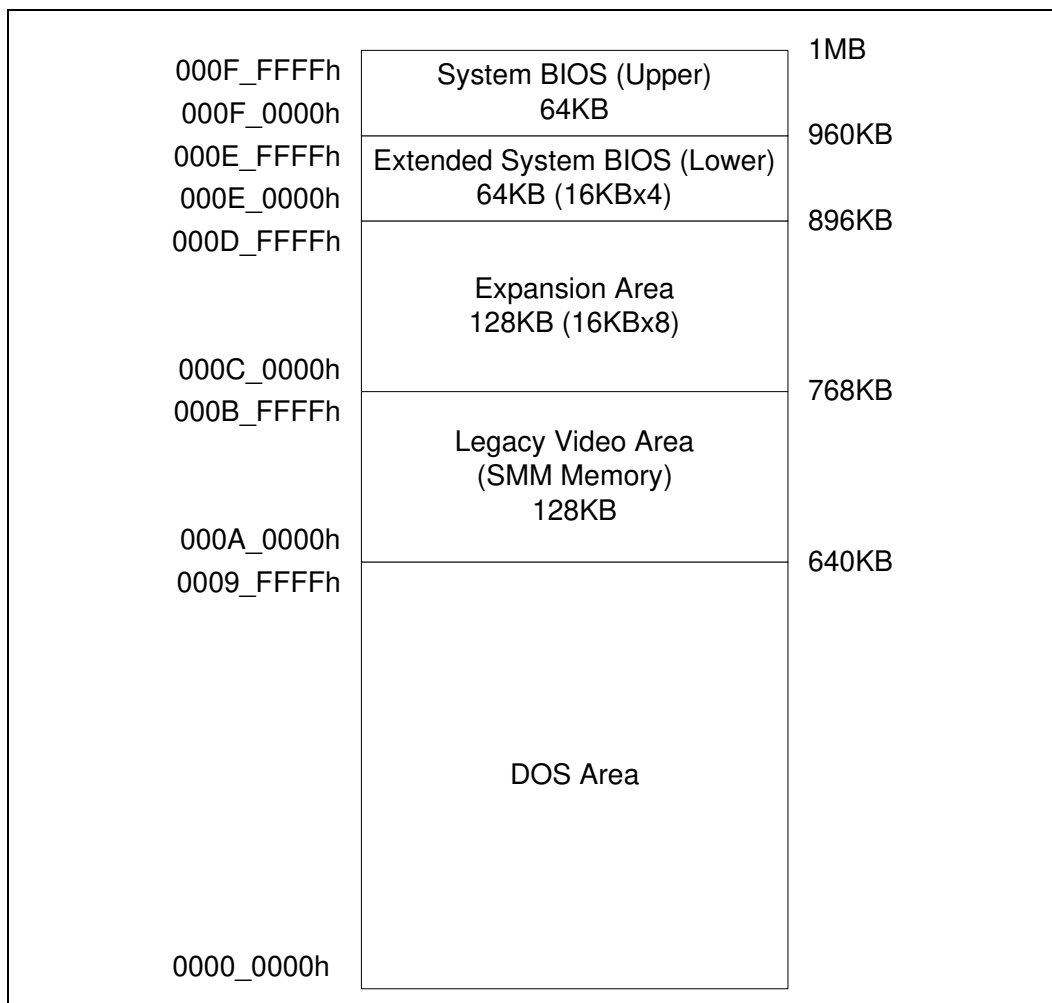 1MB
000F_FFFFh
System BIOS (Upper)
64KB
000F_0000h
960KB
000E_FFFFh
Extended System BIOS (Lower)
64KB (16KBx4)
000E_0000h
896KB
000D_FFFFh
Expansion Area
128KB (16KBx8)
000C_0000h
768KB
000B_FFFFh
Legacy Video Area
(SMM Memory)
128KB
000A_0000h
640KB
0009_FFFFh
DOS Area
0000_0000h